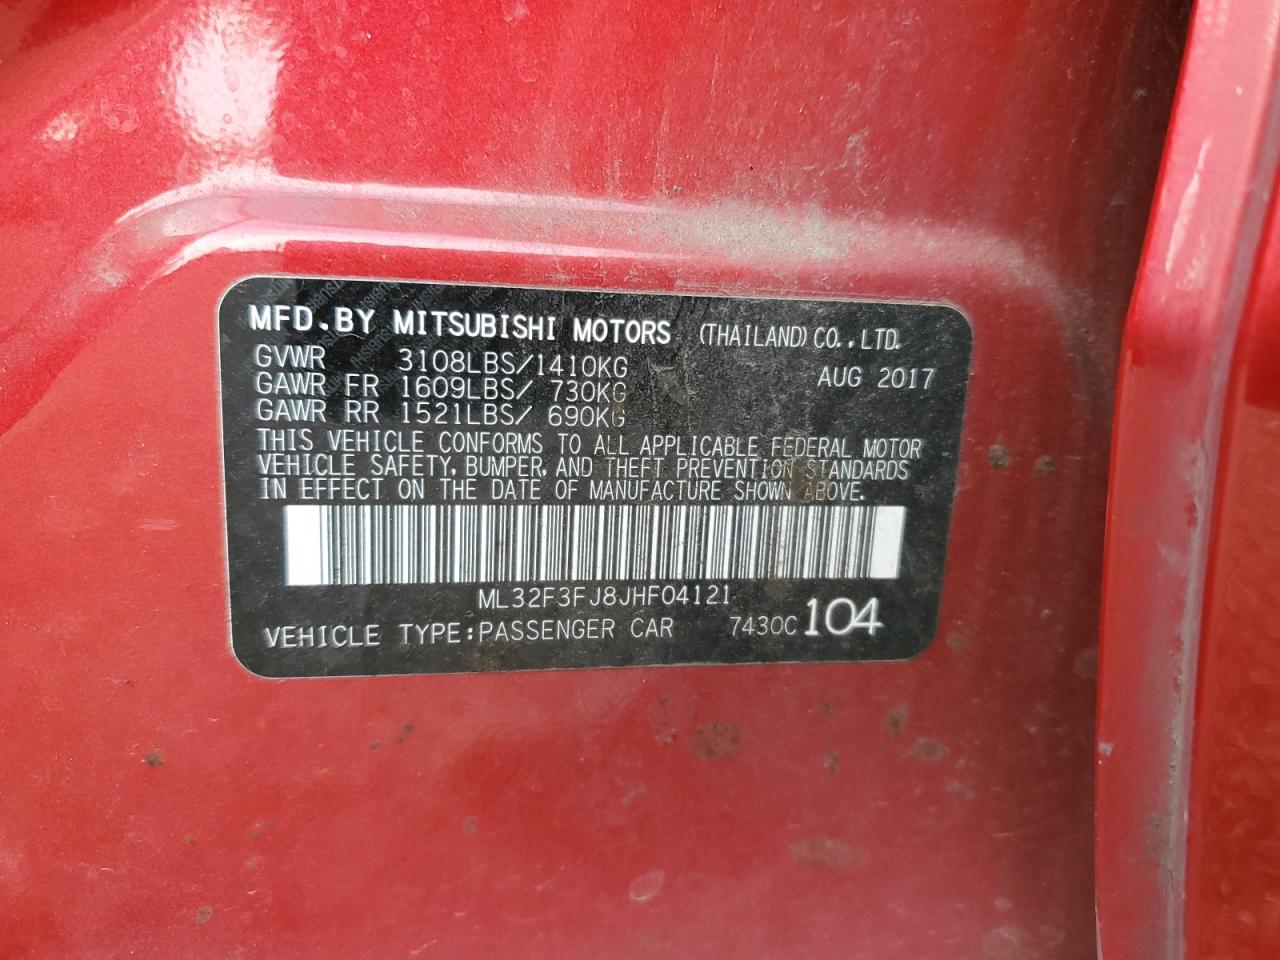 MFD.BY MITSUBISHI MOTORS (THAILAND) CO.,LTD.
GVWR 3108LBS/1410KG AUG 2017
GAWR FR 1609LBS/ 730KG
GAWR RR 1521LBS/ 690KG
THIS VEHICLE CONFORMS TO ALL APPLICABLE FEDERAL MOTOR
VEHICLE SAFETY, BUMPER, AND THEFT PREVENTION STANDARDS
IN EFFECT ON THE DATE OF MANUFACTURE SHOWN ABOVE.
ML32F3FJ8JHF04121
VEHICLE TYPE:PASSENGER CAR 7430C 104